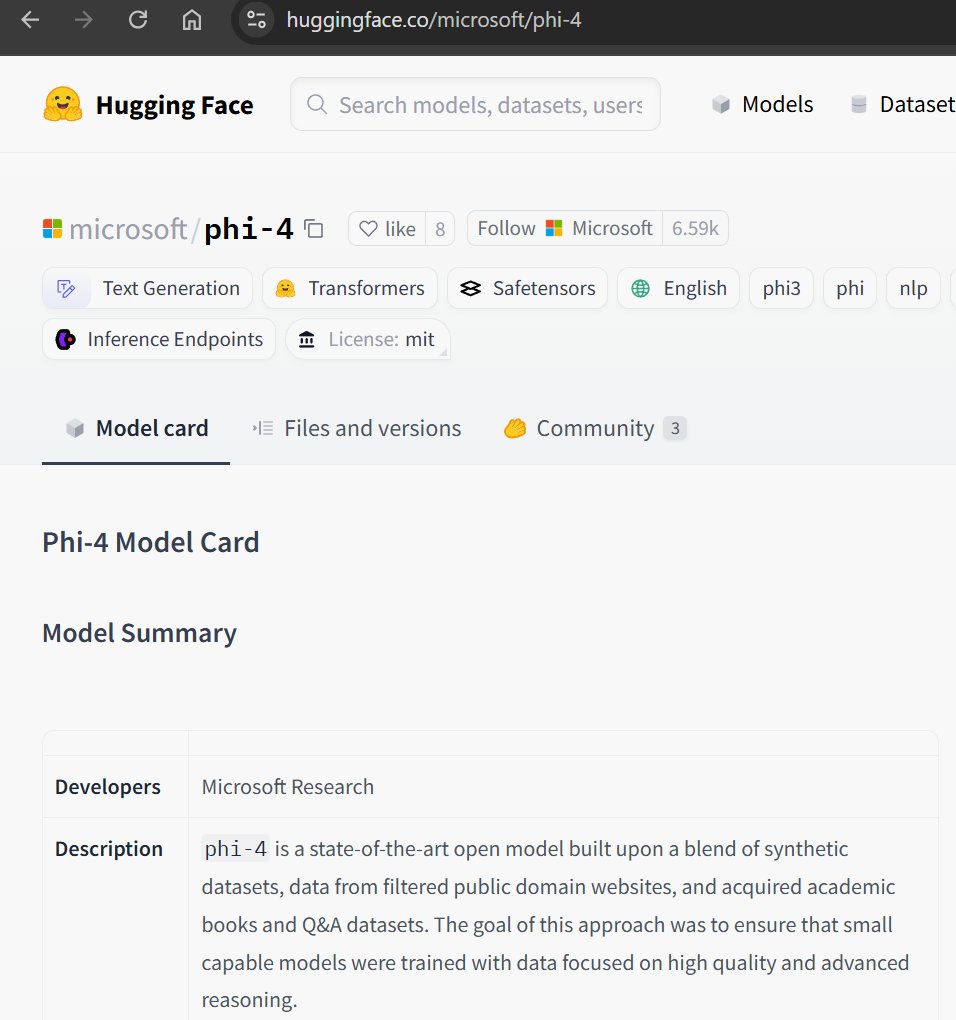 huggingface.co/microsoft/phi-4
Hugging Face Search models, datasets, users Models Dataset
microsoft/phi-4 like 8 Follow Microsoft 6.59k
Text Generation Transformers Safetensors English phi3 phi nlp
Inference Endpoints License: mit
Model card Files and versions Community 3
Phi-4 Model Card
Model Summary
Developers Microsoft Research
Description phi-4 is a state-of-the-art open model built upon a blend of synthetic
datasets, data from filtered public domain websites, and acquired academic
books and Q&A datasets. The goal of this approach was to ensure that small
capable models were trained with data focused on high quality and advanced
reasoning.